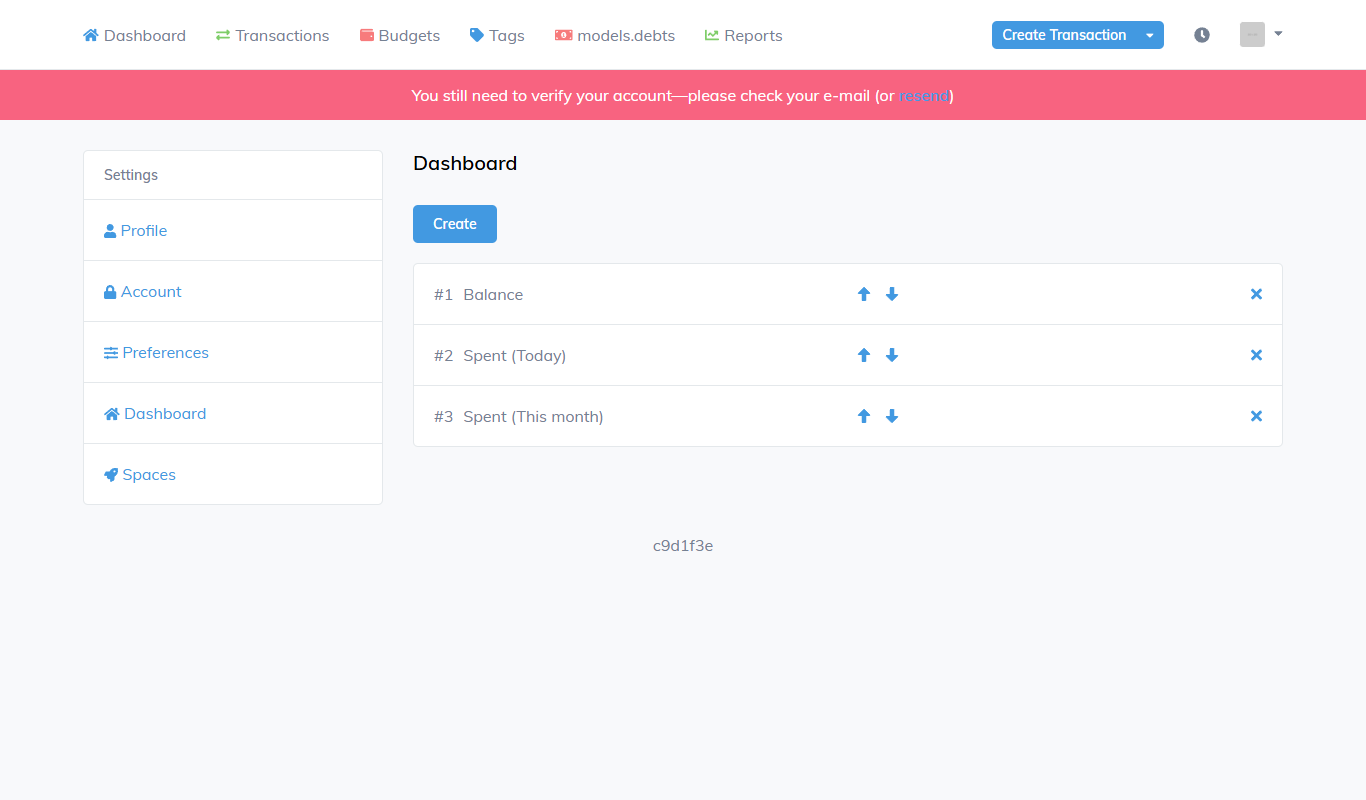 Dashboard Transactions Budgets Tags models.debts Reports Create Transaction
You still need to verify your account—please check your e-mail (or resend)
Settings
Profile
Account
Preferences
Dashboard
Spaces
Dashboard
Create
#1 Balance
#2 Spent (Today)
#3 Spent (This month)
c9d1f3e